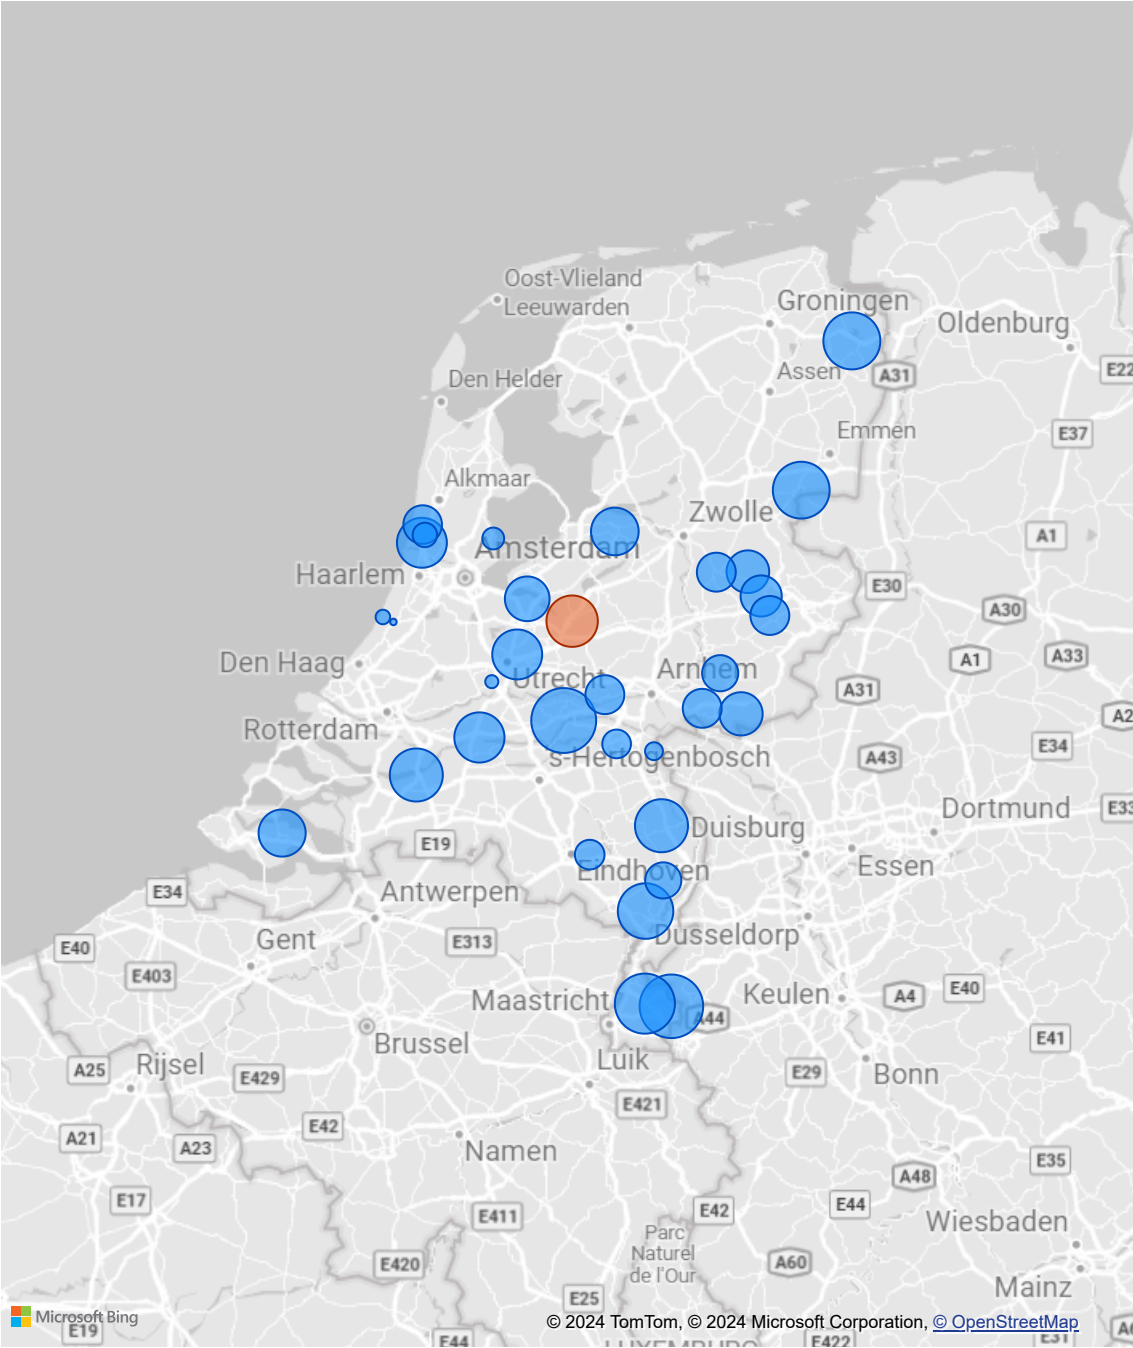 Oost-Vlieland
Leeuwarden
Groningen
Oldenburg
Den Helder
Assen
A31
E22
Emmen
E37
Alkmaar
Zwolle
A1
Amsterdam
Haarlem
E30
A30
Den Haag
Utrecht
Arnhem
A1
A33
A31
Rotterdam
E34
s-Hertogenbosch
A43
Dortmund
E33
Duisburg
E19
Essen
Eindhoven
E34
Antwerpen
Dusseldorp
Gent
E313
E40
E403
Maastricht
Keulen
A4
E40
A44
Brussel
E41
Rijsel
Luik
A25
E429
E29
Bonn
E421
E42
A21
A23
Namen
E35
A48
E17
E411
E42
E44
Wiesbaden
Parc
Naturel
de l'Our
E420
A60
Mainz
E25
Microsoft Bing
© 2024 TomTom, © 2024 Microsoft Corporation, © OpenStreetMap
E19
E44
LUXEMBOURG
E422
E31